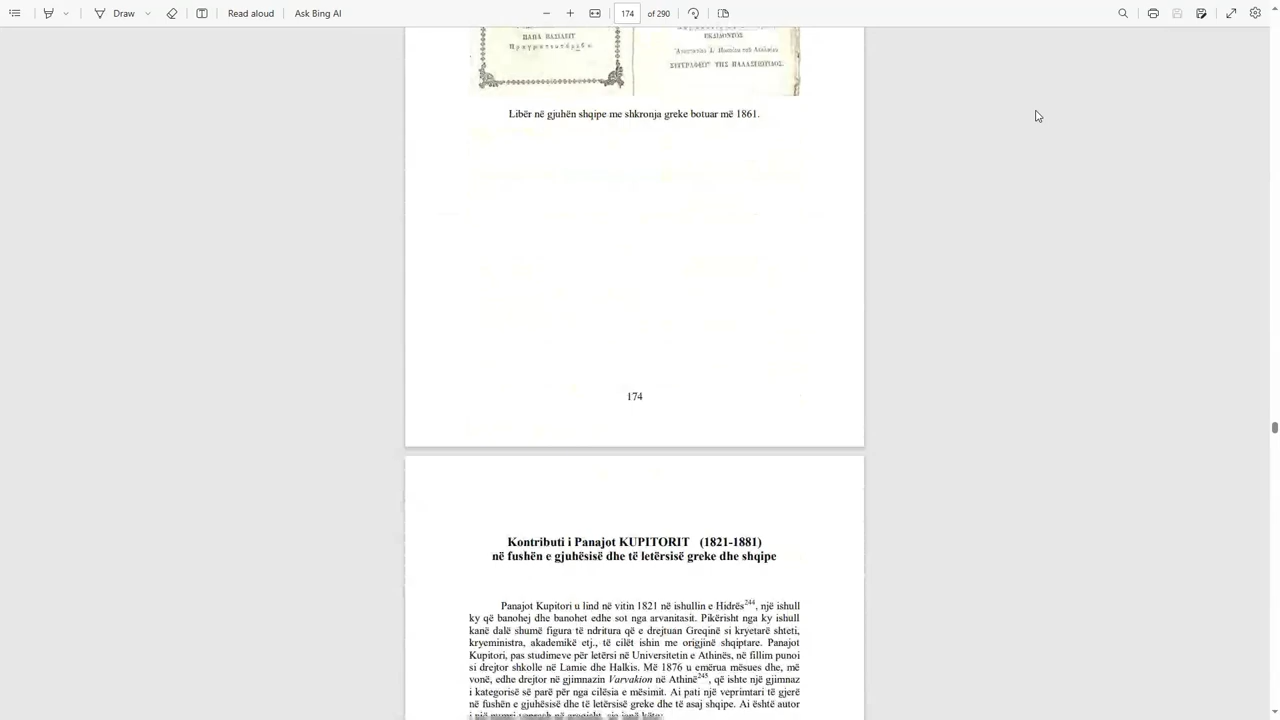 Draw
Read aloud
Ask Bing AI
174 of 290
ΠΑΠΑ ΒΑΣΙΛΕΙΟΥ
ΕΚΔΙΔΟΝΤΟΣ
ΤΗΣ
Libër në gjuhën shqipe me shkronja greke botuar më 1861.
174
Kontributi i Panajot KUPITORIT (1821-1881)
në fushën e gjuhësisë dhe të letërsisë greke dhe shqipe
Panajot Kupitori u lind në vitin 1821 në ishullin e Hidrës244, një ishull
ky që banohej dhe banohet edhe sot nga arvanitasit. Pikërisht nga ky ishull
kanë dalë shumë figura të ndritura që e drejtuan Greqinë si kryetarë shteti,
kryeministra, akademikë etj., të cilët ishin me origjinë shqiptare. Panajot
Kupitori, pas studimeve për letërsi në Universitetin e Athinës, në fillim punoi
si drejtor shkolle në Lamie dhe Halkis. Më 1876 u emërua mësues dhe, më
vonë, edhe drejtor në gjimnazin Varvakion në Athinë245, që ishte një gjimnaz
i kategorisë së parë për nga cilësia e mësimit. Ai pati një veprimtari të gjerë
në fushën e gjuhësisë dhe të letërsisë greke dhe asaj shqipe. Ai është autor